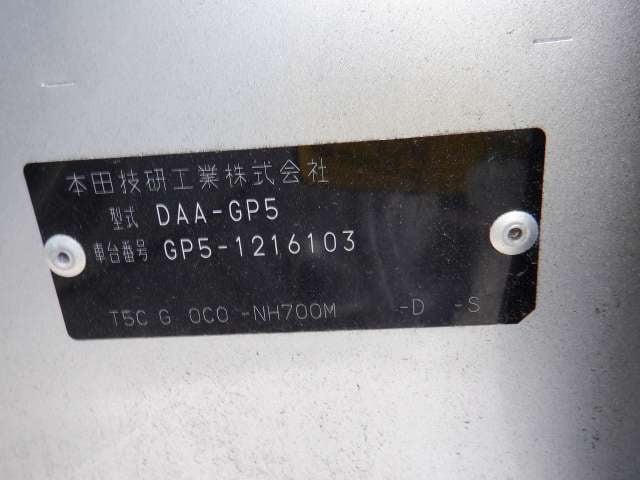 本田技研工業株式会社
型式 DAA-GP5
車台番号 GP5-1216103
T5C G 0C0 -NH700M -D -S